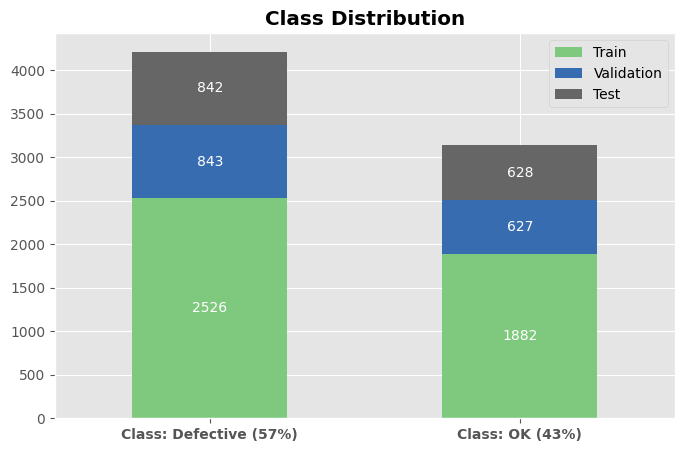 Class Distribution
Train
Validation
Test
4000
3500
3000
2500
2000
1500
1000
500
0
842
843
2526
628
627
1882
Class: Defective (57%)
Class: OK (43%)